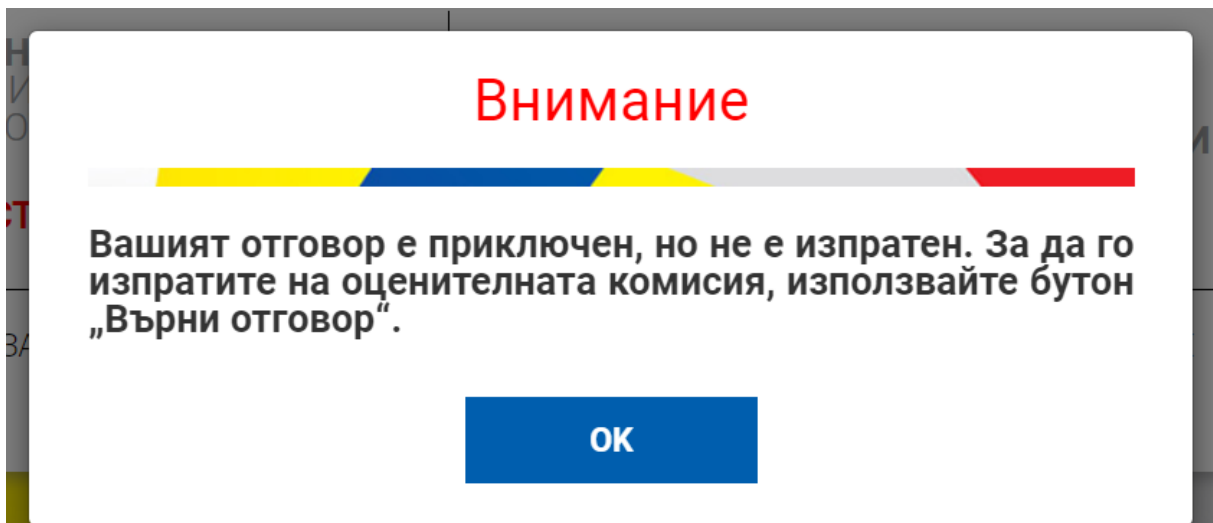 Внимание
Вашият отговор е приключен, но не е изпратен. За да го
изпратите на оценителната комисия, използвайте бутон
„Върни отговор“.
OK